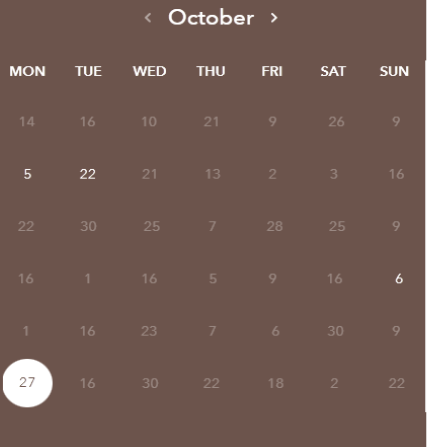 ‹ October ›
MON TUE WED THU FRI SAT SUN
14 16 10 21 9 26 9
5 22 21 13 2 3 16
22 30 25 7 28 25 9
16 1 16 5 9 16 6
1 16 23 7 6 30 9
27 16 30 22 18 2 22